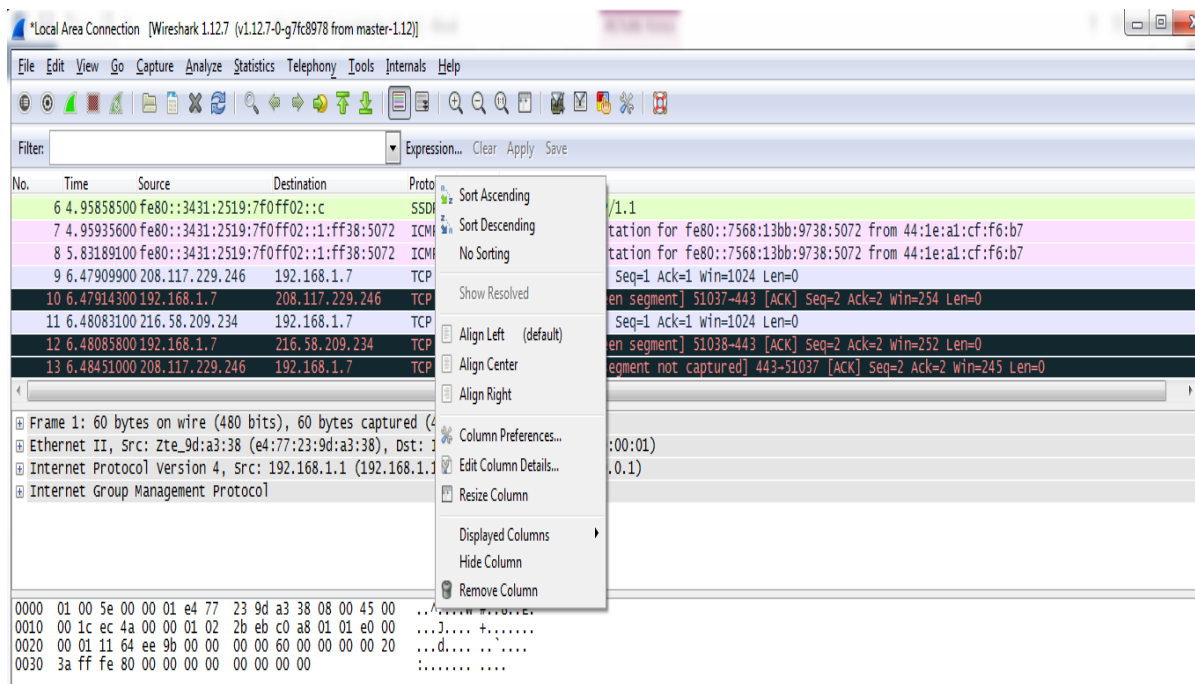 *Local Area Connection [Wireshark 1.12.7 (v1.12.7-0-g7fc8978 from master-1.12)]
File Edit View Go Capture Analyze Statistics Telephony Tools Internals Help
Filter: Expression... Clear Apply Save
No. Time Source Destination Proto
6 4.95858500 fe80::3431:2519:7f0ff02::c SSD /1.1
7 4.95935600 fe80::3431:2519:7f0ff02::1:ff38:5072 ICM tation for fe80::7568:13bb:9738:5072 from 44:1e:a1:cf:f6:b7
8 5.83189100 fe80::3431:2519:7f0ff02::1:ff38:5072 ICM tation for fe80::7568:13bb:9738:5072 from 44:1e:a1:cf:f6:b7
9 6.47909900 208.117.229.246 192.168.1.7 TCP Seq=1 Ack=1 Win=1024 Len=0
10 6.47914300 192.168.1.7 208.117.229.246 TCP en segment] 51037→443 [ACK] Seq=2 Ack=2 Win=254 Len=0
11 6.48083100 216.58.209.234 192.168.1.7 TCP Seq=1 Ack=1 Win=1024 Len=0
12 6.48085800 192.168.1.7 216.58.209.234 TCP en segment] 51038→443 [ACK] Seq=2 Ack=2 Win=252 Len=0
13 6.48451000 208.117.229.246 192.168.1.7 TCP egment not captured] 443→51037 [ACK] Seq=2 Ack=2 Win=245 Len=0
Sort Ascending
Sort Descending
No Sorting
Show Resolved
Align Left (default)
Align Center
Align Right
Column Preferences...
Edit Column Details...
Resize Column
Displayed Columns
Hide Column
Remove Column
Frame 1: 60 bytes on wire (480 bits), 60 bytes captured (4
Ethernet II, Src: Zte_9d:a3:38 (e4:77:23:9d:a3:38), Dst: :00:01)
Internet Protocol Version 4, Src: 192.168.1.1 (192.168.1.1 .0.1)
Internet Group Management Protocol
0000 01 00 5e 00 00 01 e4 77 23 9d a3 38 08 00 45 00
0010 00 1c ec 4a 00 00 01 02 2b eb c0 a8 01 01 e0 00 ...J.... +.......
0020 00 01 11 64 ee 9b 00 00 00 00 60 00 00 00 00 20 ...d.... ..`....
0030 3a ff fe 80 00 00 00 00 00 00 00 00 :....... ....